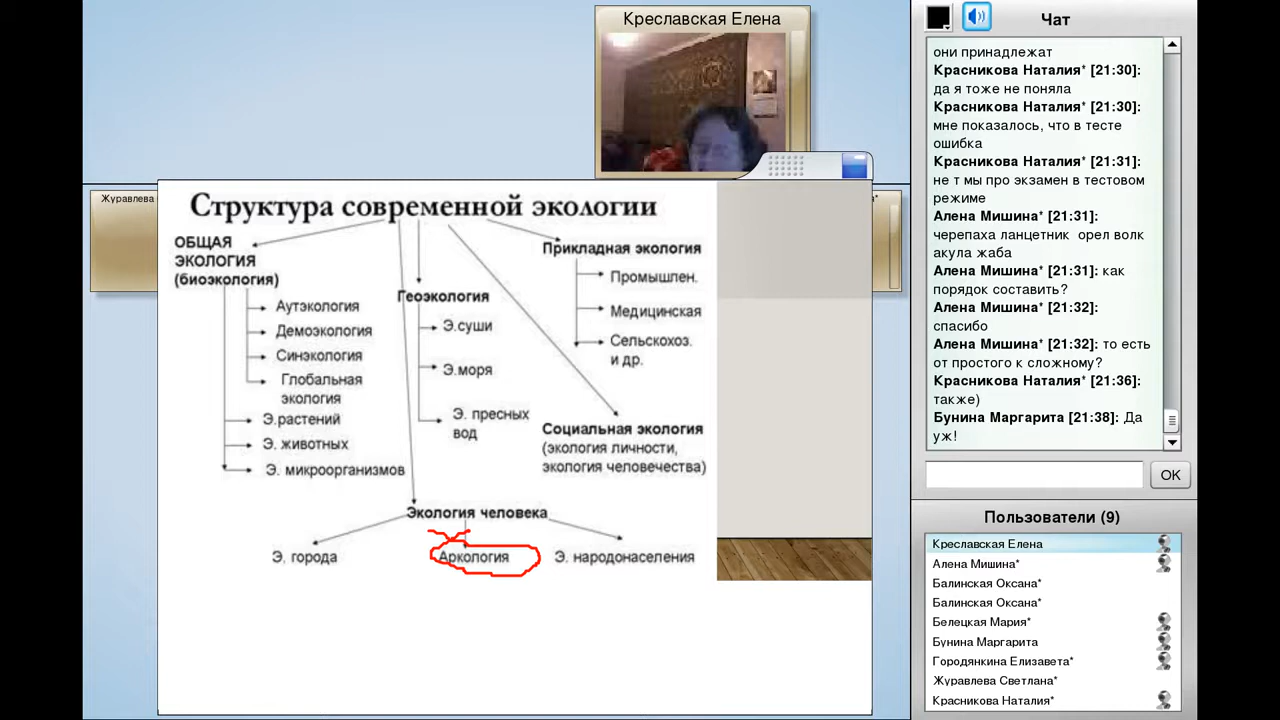 Креславская Елена
Журавлева
Структура современной экологии
ОБЩАЯ
ЭКОЛОГИЯ
(биоэкология)
Аутэкология
Демоэкология
Синэкология
Глобальная
экология
Э.растений
Э. животных
Э. микроорганизмов
Геоэкология
Э.суши
Э.моря
Э. пресных
вод
Прикладная экология
Промышлен.
Медицинская
Сельскохоз.
и др.
Социальная экология
(экология личности,
экология человечества)
Экология человека
Э. города
Аркология
Э. народонаселения
Чат
они принадлежат
Красникова Наталия* [21:30]:
да я тоже не поняла
Красникова Наталия* [21:30]:
мне показалось, что в тесте
ошибка
Красникова Наталия* [21:31]:
не т мы про экзамен в тестовом
режиме
Алена Мишина* [21:31]:
черепаха ланцетник орел волк
акула жаба
Алена Мишина* [21:31]: как
порядок составить?
Алена Мишина* [21:32]:
спасибо
Алена Мишина* [21:32]: то есть
от простого к сложному?
Красникова Наталия* [21:36]:
также)
Бунина Маргарита [21:38]: Да
уж!
OK
Пользователи (9)
Креславская Елена
Алена Мишина*
Балинская Оксана*
Балинская Оксана*
Белецкая Мария*
Бунина Маргарита
Городянкина Елизавета*
Журавлева Светлана*
Красникова Наталия*